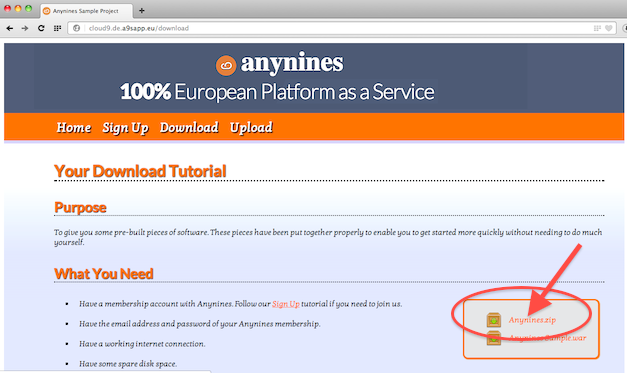 Anynines Sample Project
cloud9.de.a9sapp.eu/download
anynines
100% European Platform as a Service
Home Sign Up Download Upload
Your Download Tutorial
Purpose
To give you some pre-built pieces of software. These pieces have been put together properly to enable you to get started more quickly without needing to do much
yourself.
What You Need
Have a membership account with Anynines. Follow our Sign Up tutorial if you need to join us.
Have the email address and password of your Anynines membership.
Have a working internet connection.
Have some spare disk space.
Anynines.zip
Anynines Sample war